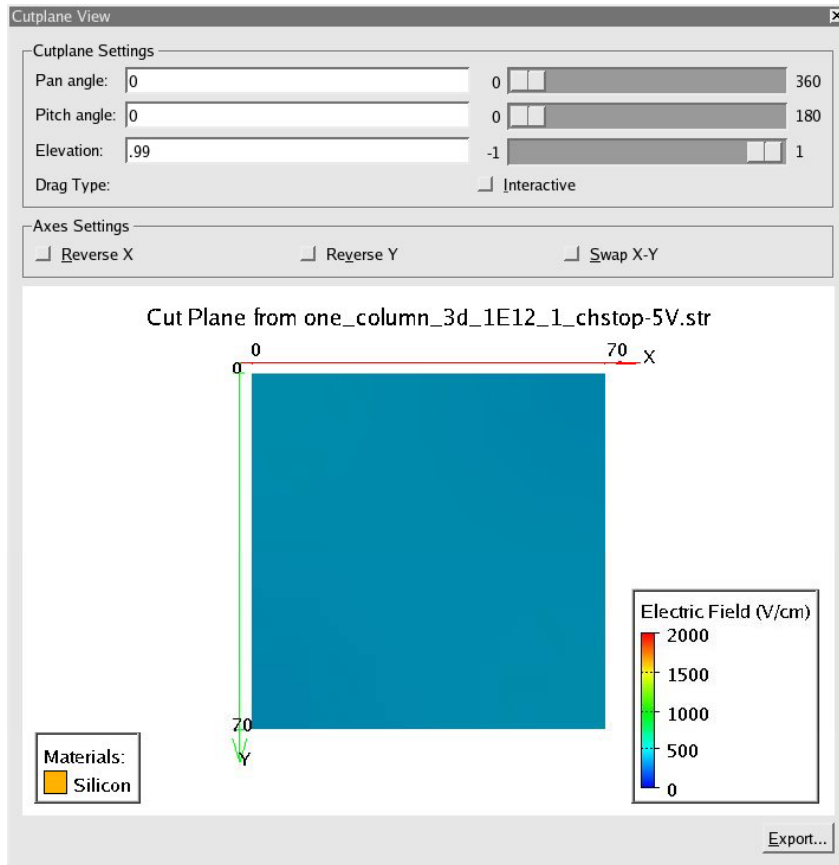 Cutplane View
Cutplane Settings
Pan angle: 0 0 360
Pitch angle: 0 0 180
Elevation: .99 -1 1
Drag Type: Interactive
Axes Settings
Reverse X Reverse Y Swap X-Y
Cut Plane from one_column_3d_1E12_1_chstop-5V.str
0 70 X
0
70
Y
Electric Field (V/cm)
2000
1500
1000
500
0
Materials:
Silicon
Export...